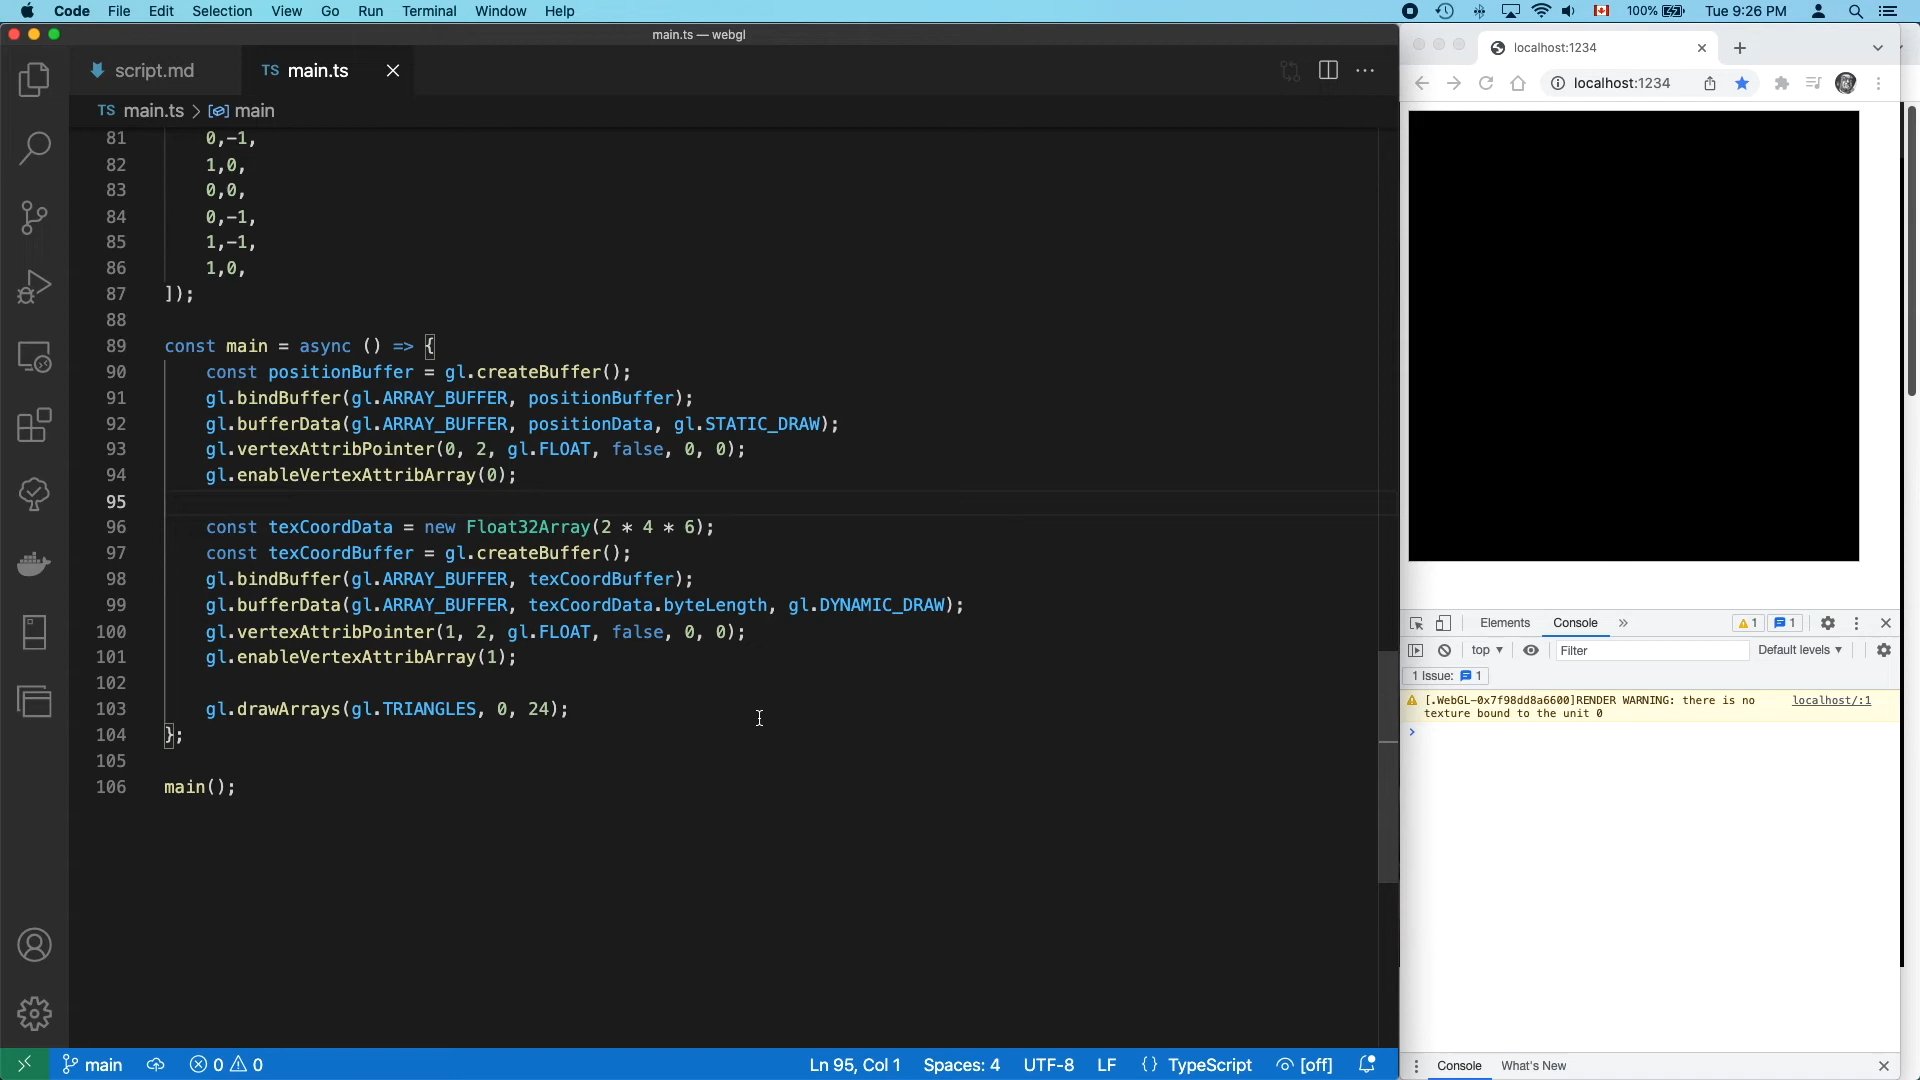 Code File Edit Selection View Go Run Terminal Window Help
100% Tue 9:26 PM
main.ts — webgl
script.md
TS main.ts
TS main.ts > main
81 0,-1,
82 1,0,
83 0,0,
84 0,-1,
85 1,-1,
86 1,0,
87 ]);
88
89 const main = async () => {
90 const positionBuffer = gl.createBuffer();
91 gl.bindBuffer(gl.ARRAY_BUFFER, positionBuffer);
92 gl.bufferData(gl.ARRAY_BUFFER, positionData, gl.STATIC_DRAW);
93 gl.vertexAttribPointer(0, 2, gl.FLOAT, false, 0, 0);
94 gl.enableVertexAttribArray(0);
95
96 const texCoordData = new Float32Array(2 * 4 * 6);
97 const texCoordBuffer = gl.createBuffer();
98 gl.bindBuffer(gl.ARRAY_BUFFER, texCoordBuffer);
99 gl.bufferData(gl.ARRAY_BUFFER, texCoordData.byteLength, gl.DYNAMIC_DRAW);
100 gl.vertexAttribPointer(1, 2, gl.FLOAT, false, 0, 0);
101 gl.enableVertexAttribArray(1);
102
103 gl.drawArrays(gl.TRIANGLES, 0, 24);
104 };
105
106 main();
main
0 0
Ln 95, Col 1 Spaces: 4 UTF-8 LF {} TypeScript [off]
localhost:1234
localhost:1234
Elements Console » 1 1
top ▼ Filter Default levels ▼
1 Issue: 1
[.WebGL-0x7f98dd8a6600]RENDER WARNING: there is no localhost/:1
texture bound to the unit 0
>
Console What's New